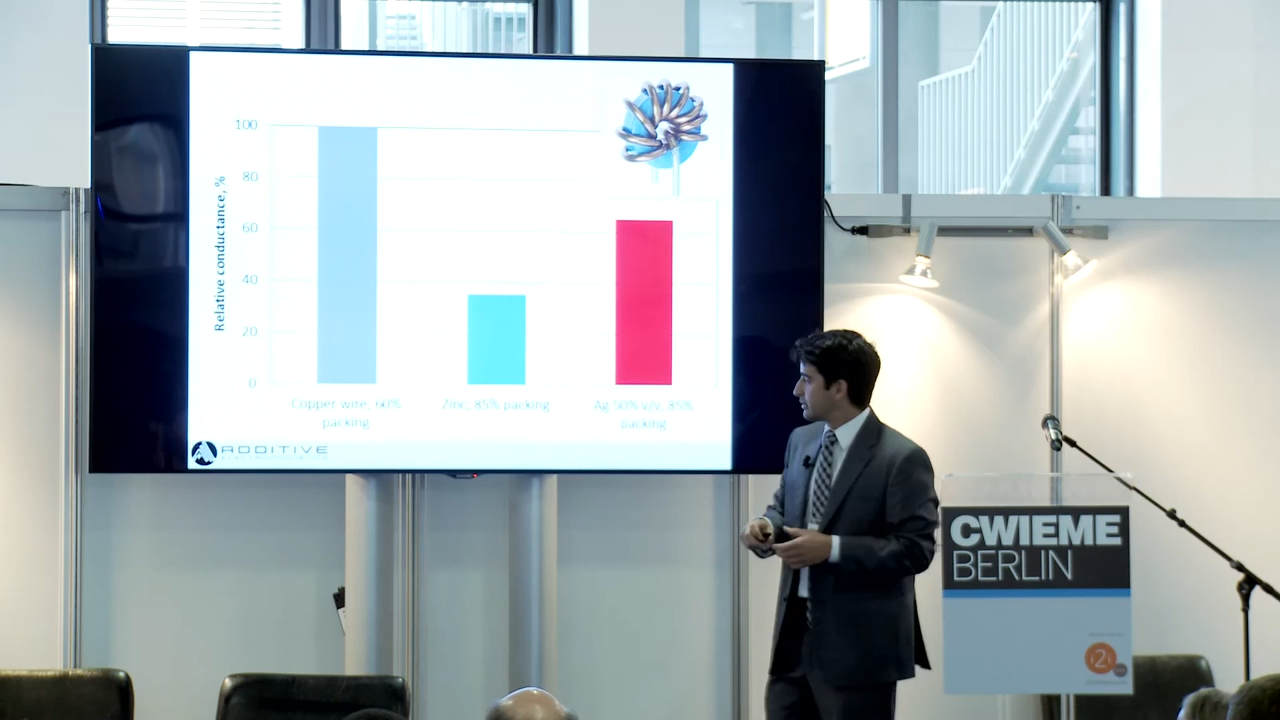 100
80
60
40
20
0
Relative conductance, %
Copper wire, 60%
packing
Zinc, 85% packing
Ag 50% v/v, 85%
packing
ADDITIVE
CWIEME
BERLIN
i2i